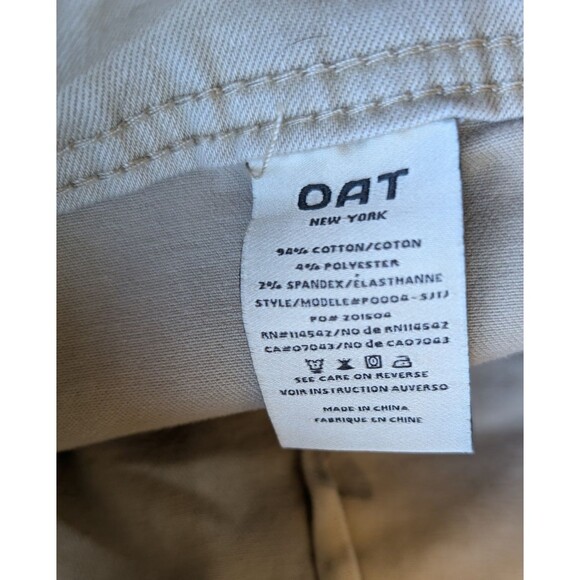 OAT
NEW YORK
94% COTTON/COTON
4% POLYESTER
2% SPANDEX/ÉLASTHANNE
STYLE/MODELE#P0004-SJTJ
PO# 201504
RN#114542/NO de RN114542
CA#07043/NO de CA07043
SEE CARE ON REVERSE
VOIR INSTRUCTION AUVERSO
MADE IN CHINA
FABRIQUE EN CHINE